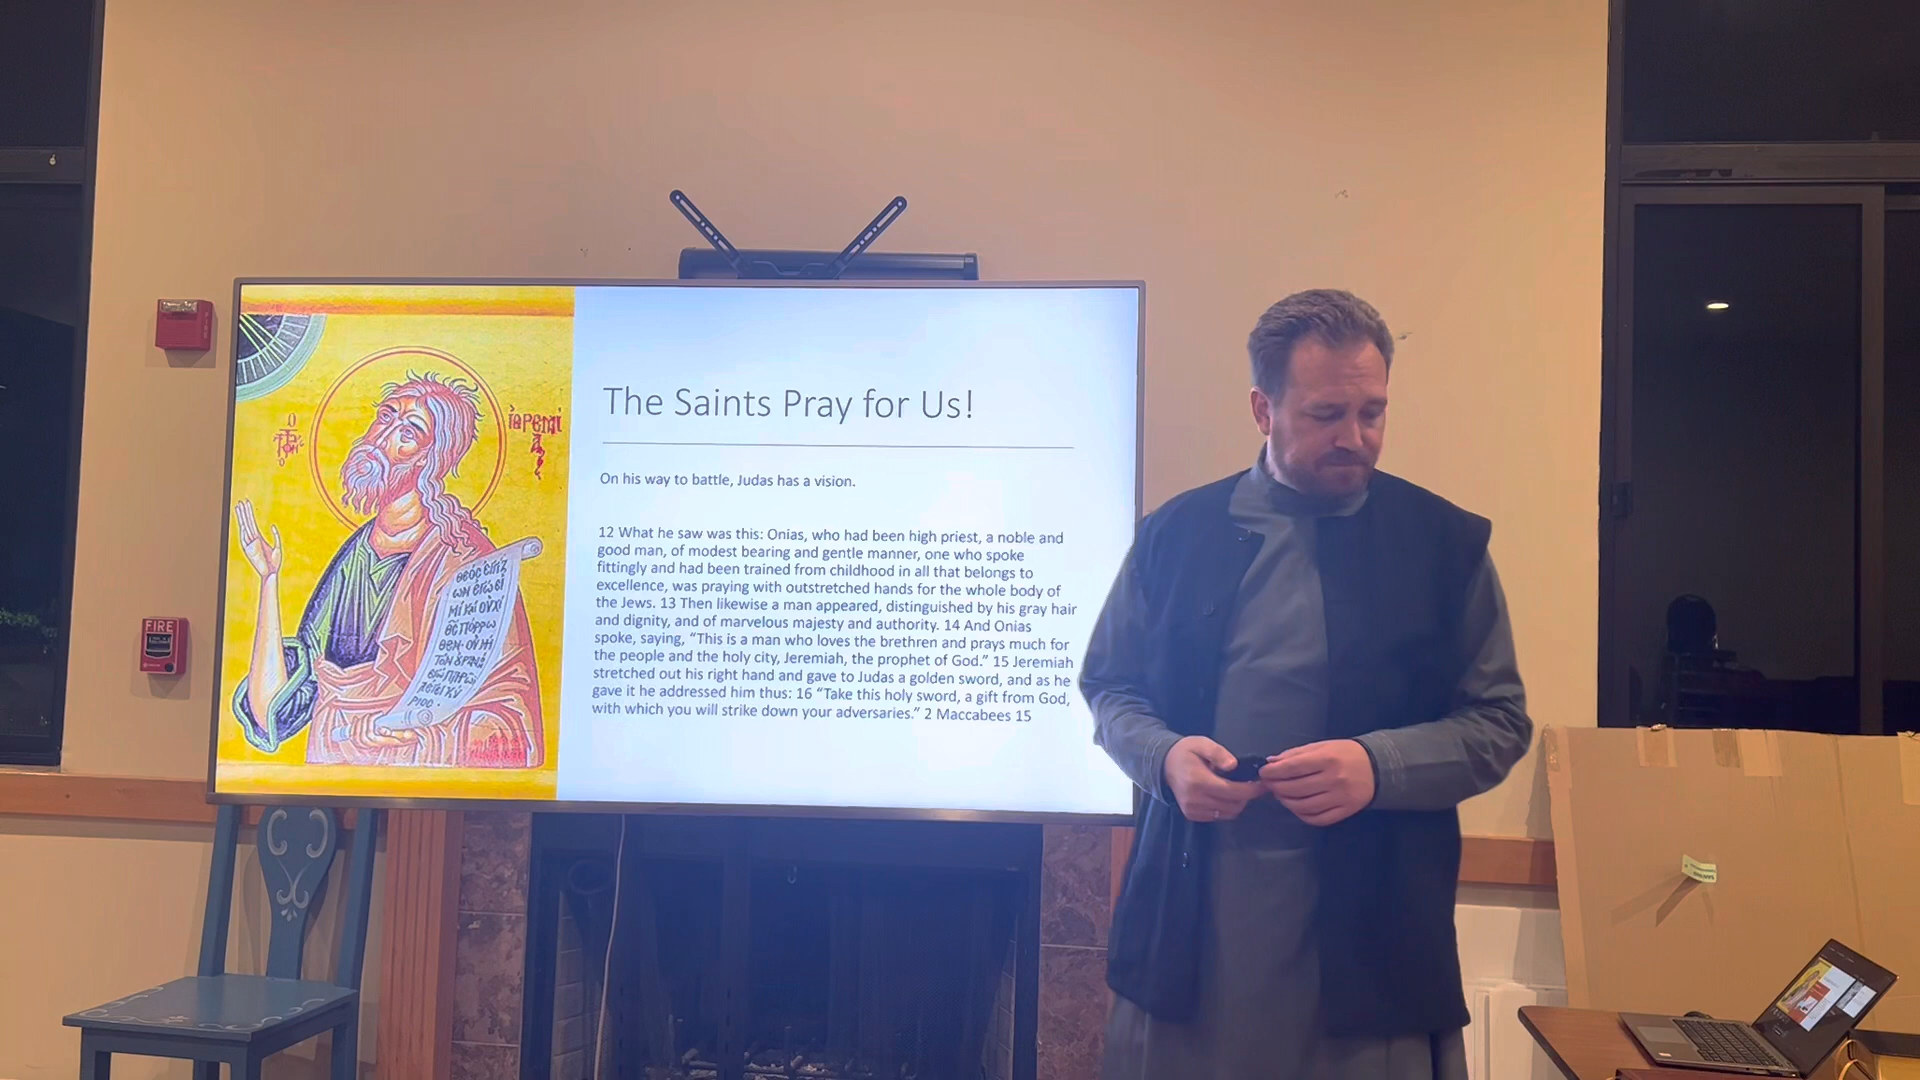 The Saints Pray for Us!
On his way to battle, Judas has a vision.
12 What he saw was this: Onias, who had been high priest, a noble and
good man, of modest bearing and gentle manner, one who spoke
fittingly and had been trained from childhood in all that belongs to
excellence, was praying with outstretched hands for the whole body of
the Jews. 13 Then likewise a man appeared, distinguished by his gray hair
and dignity, and of marvelous majesty and authority. 14 And Onias
spoke, saying, “This is a man who loves the brethren and prays much for
the people and the holy city, Jeremiah, the prophet of God.” 15 Jeremiah
stretched out his right hand and gave to Judas a golden sword, and as he
gave it he addressed him thus: 16 “Take this holy sword, a gift from God,
with which you will strike down your adversaries.” 2 Maccabees 15
FIRE